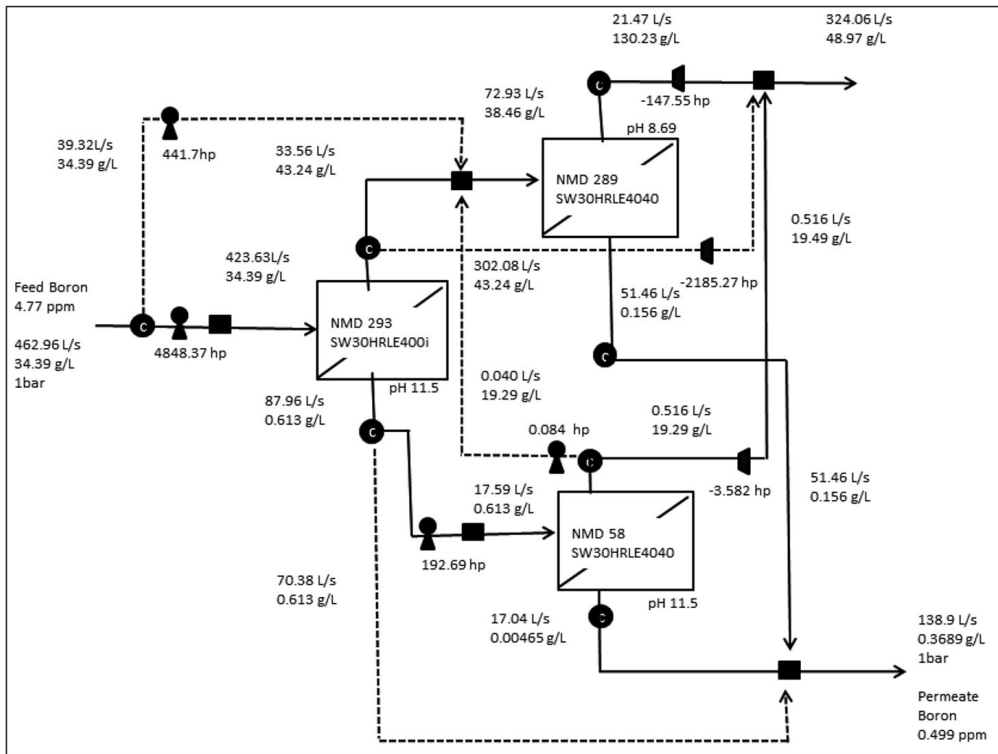 21.47 L/s
130.23 g/L
324.06 L/s
48.97 g/L
72.93 L/s
38.46 g/L
-147.55 hp
pH 8.69
39.32L/s
34.39 g/L
441.7hp
33.56 L/s
43.24 g/L
NMD 289
SW30HRLE4040
C
0.516 L/s
19.49 g/L
C
423.63L/s
34.39 g/L
302.08 L/s
43.24 g/L
-2185.27 hp
Feed Boron
4.77 ppm
51.46 L/s
0.156 g/L
C
NMD 293
SW30HRLE400i
4848.37 hp
462.96 L/s
34.39 g/L
1bar
C
pH 11.5
0.040 L/s
19.29 g/L
0.516 L/s
19.29 g/L
87.96 L/s
0.613 g/L
C
0.084 hp
C
-3.582 hp
51.46 L/s
0.156 g/L
17.59 L/s
0.613 g/L
NMD 58
SW30HRLE4040
192.69 hp
70.38 L/s
0.613 g/L
pH 11.5
17.04 L/s
0.00465 g/L
C
138.9 L/s
0.3689 g/L
1bar
Permeate
Boron
0.499 ppm